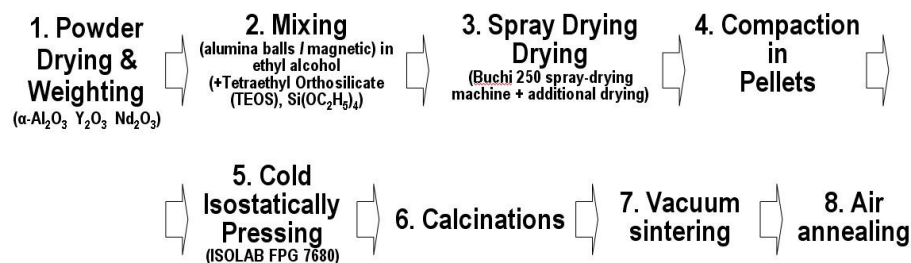 1. Powder
Drying &
Weighting
(α-Al₂O₃ Y₂O₃ Nd₂O₃)
2. Mixing
(alumina balls / magnetic) in
ethyl alcohol
(+Tetraethyl Orthosilicate
(TEOS), Si(OC₂H₅)₄)
3. Spray Drying
Drying
(Buchi 250 spray-drying
machine + additional drying)
4. Compaction
in
Pellets
5. Cold
Isostatically
Pressing
(ISOLAB FPG 7680)
6. Calcinations
7. Vacuum
sintering
8. Air
annealing